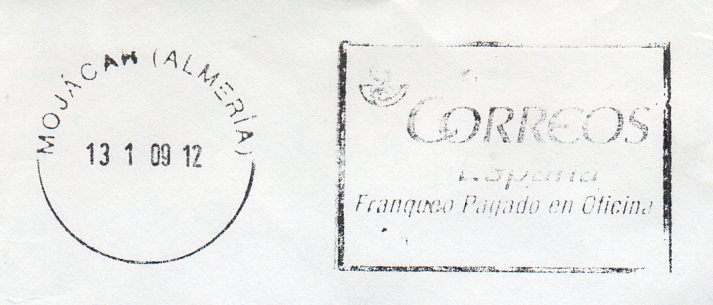 MOJÁCAR (ALMERÍA)
13 1 09 12
CORREOS
España
Franqueo Pagado en Oficina